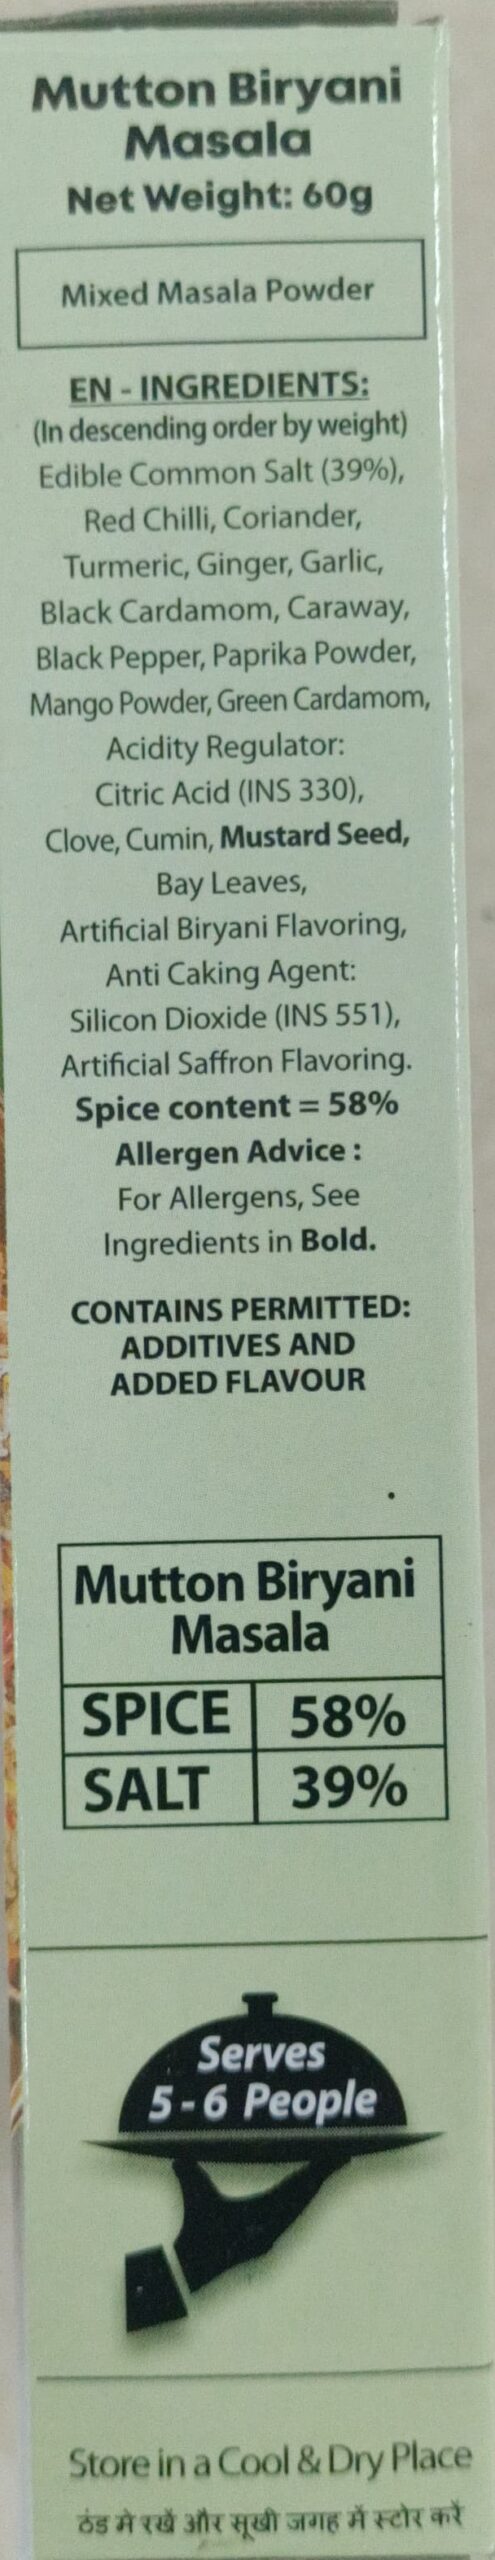 Mutton Biryani
Masala
Net Weight: 60g
Mixed Masala Powder
EN - INGREDIENTS:
(In descending order by weight)
Edible Common Salt (39%),
Red Chilli, Coriander,
Turmeric, Ginger, Garlic,
Black Cardamom, Caraway,
Black Pepper, Paprika Powder,
Mango Powder, Green Cardamom,
Acidity Regulator:
Citric Acid (INS 330),
Clove, Cumin, Mustard Seed,
Bay Leaves,
Artificial Biryani Flavoring,
Anti Caking Agent:
Silicon Dioxide (INS 551),
Artificial Saffron Flavoring.
Spice content = 58%
Allergen Advice :
For Allergens, See
Ingredients in Bold.
CONTAINS PERMITTED:
ADDITIVES AND
ADDED FLAVOUR
Mutton Biryani
Masala
SPICE 58%
SALT 39%
Serves
5 - 6 People
Store in a Cool & Dry Place
ठंड मे रखें और सूखी जगह में स्टोर करें